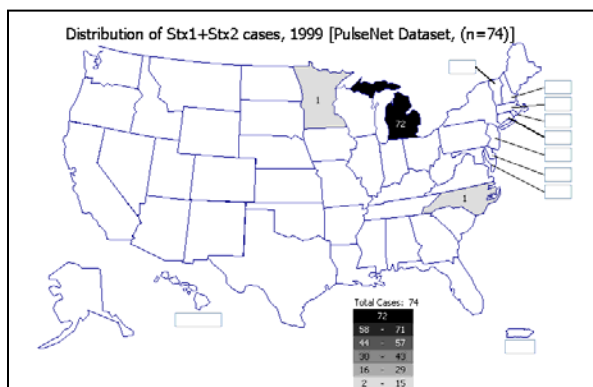 Distribution of Stx1+Stx2 cases, 1999 [PulseNet Dataset, (n=74)]
1
72
1
Total Cases: 74
72
58 - 71
44 - 57
30 - 43
16 - 29
2 - 15